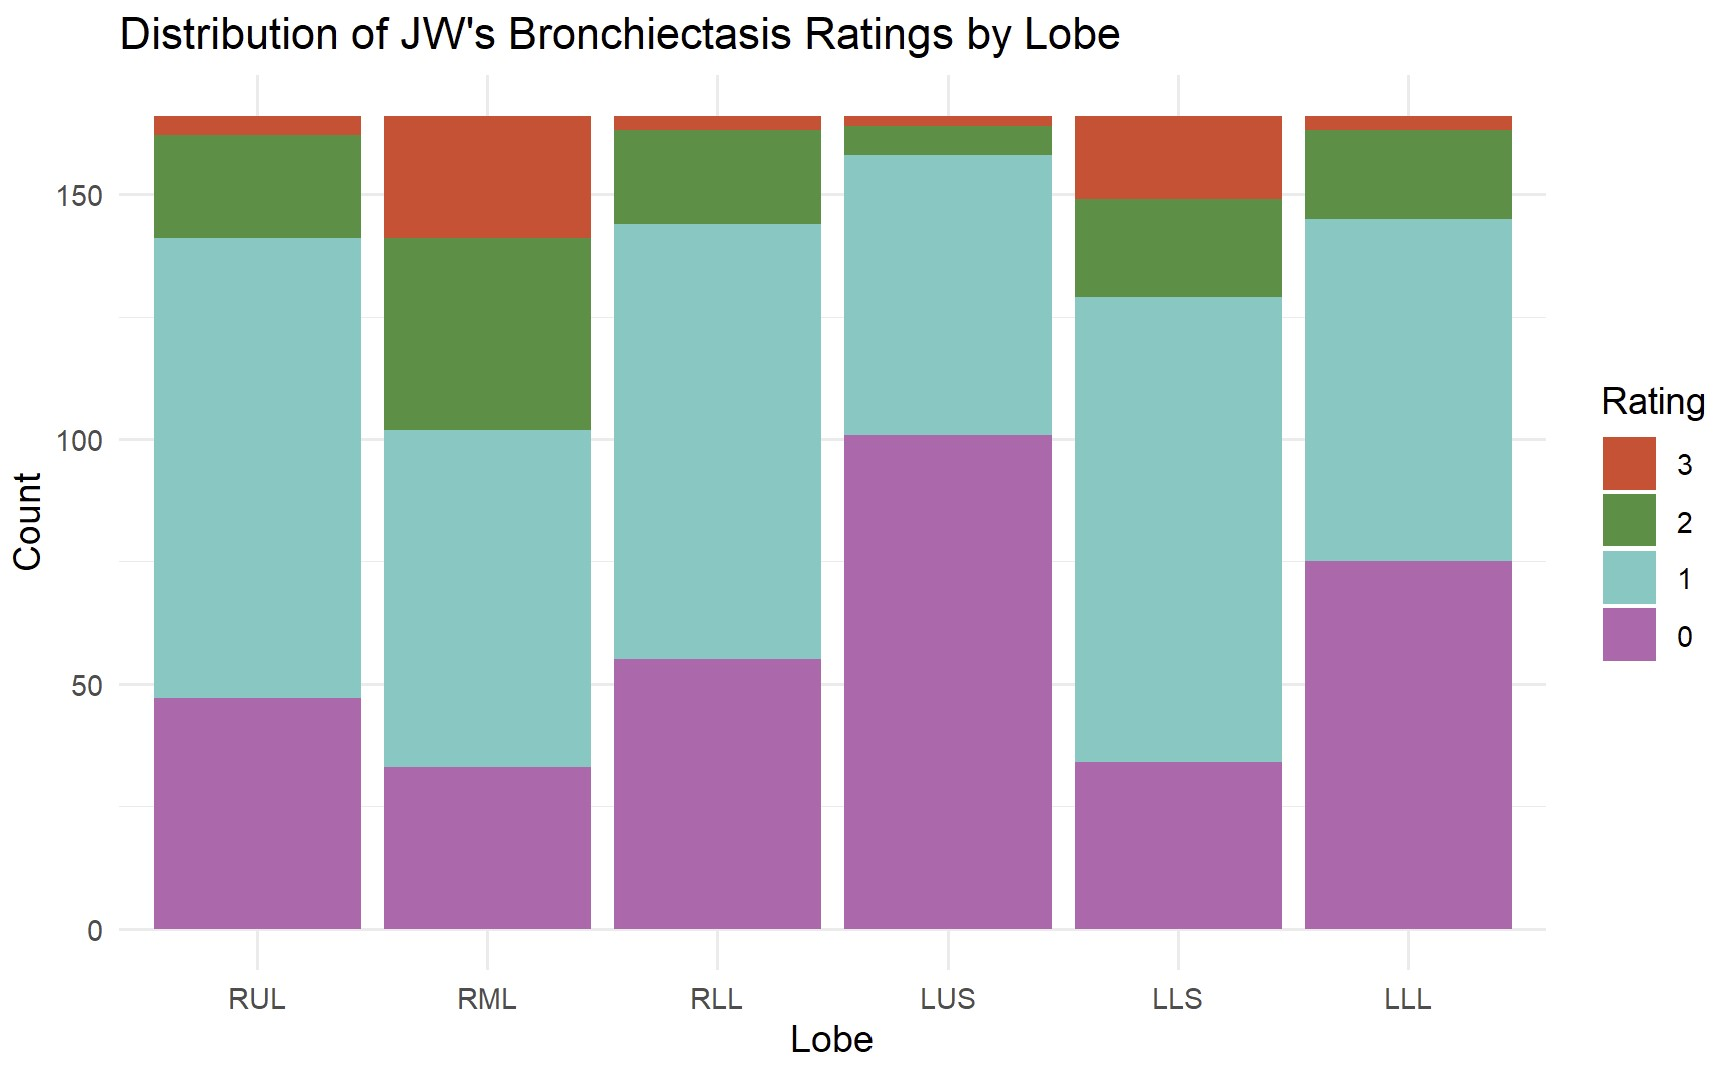 Distribution of JW's Bronchiectasis Ratings by Lobe
150
100
50
0
Count
RUL RML RLL LUS LLS LLL
Lobe
Rating
3
2
1
0